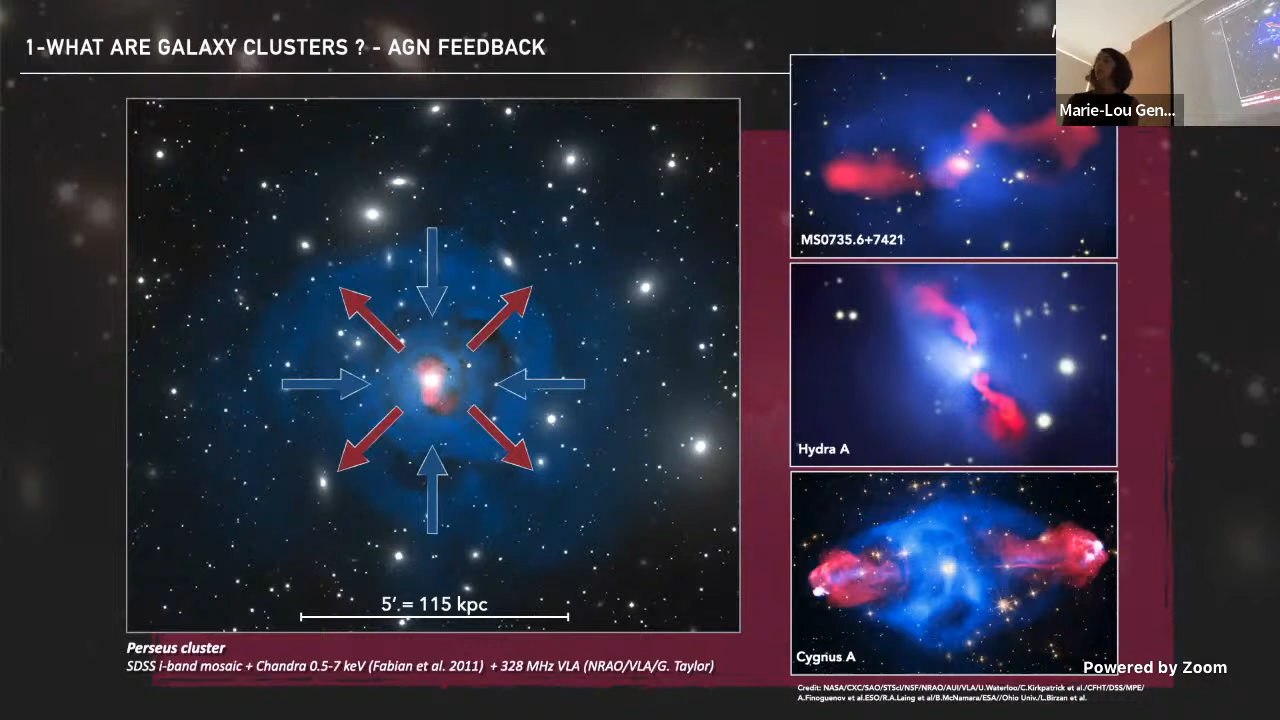 1-WHAT ARE GALAXY CLUSTERS ? - AGN FEEDBACK
Marie-Lou Gen...
MS0735.6+7421
Hydra A
5’ = 115 kpc
Cygnus A
Perseus cluster
SDSS i-band mosaic + Chandra 0.5-7 keV (Fabian et al. 2011) + 328 MHz VLA (NRAO/VLA/G. Taylor)
Powered by Zoom
Credit: NASA/CXC/SAO/STScI/NSF/NRAO/AUI/VLA/U.Waterloo/C.Kirkpatrick et al./CFHT/DSS/MPE/
A.Finoguenov et al.ESO/R.A.Laing et al/B.McNamara/ESA//Ohio Univ./L.Birzan et al.